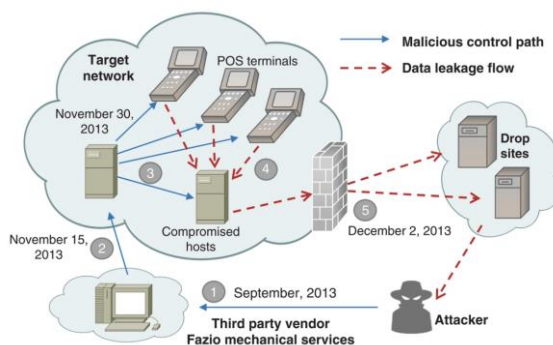 Target
network
POS terminals
Malicious control path
Data leakage flow
November 30,
2013
Drop
sites
3
4
5
Compromised
hosts
December 2, 2013
November 15,
2013
2
1
September, 2013
Third party vendor
Fazio mechanical services
Attacker